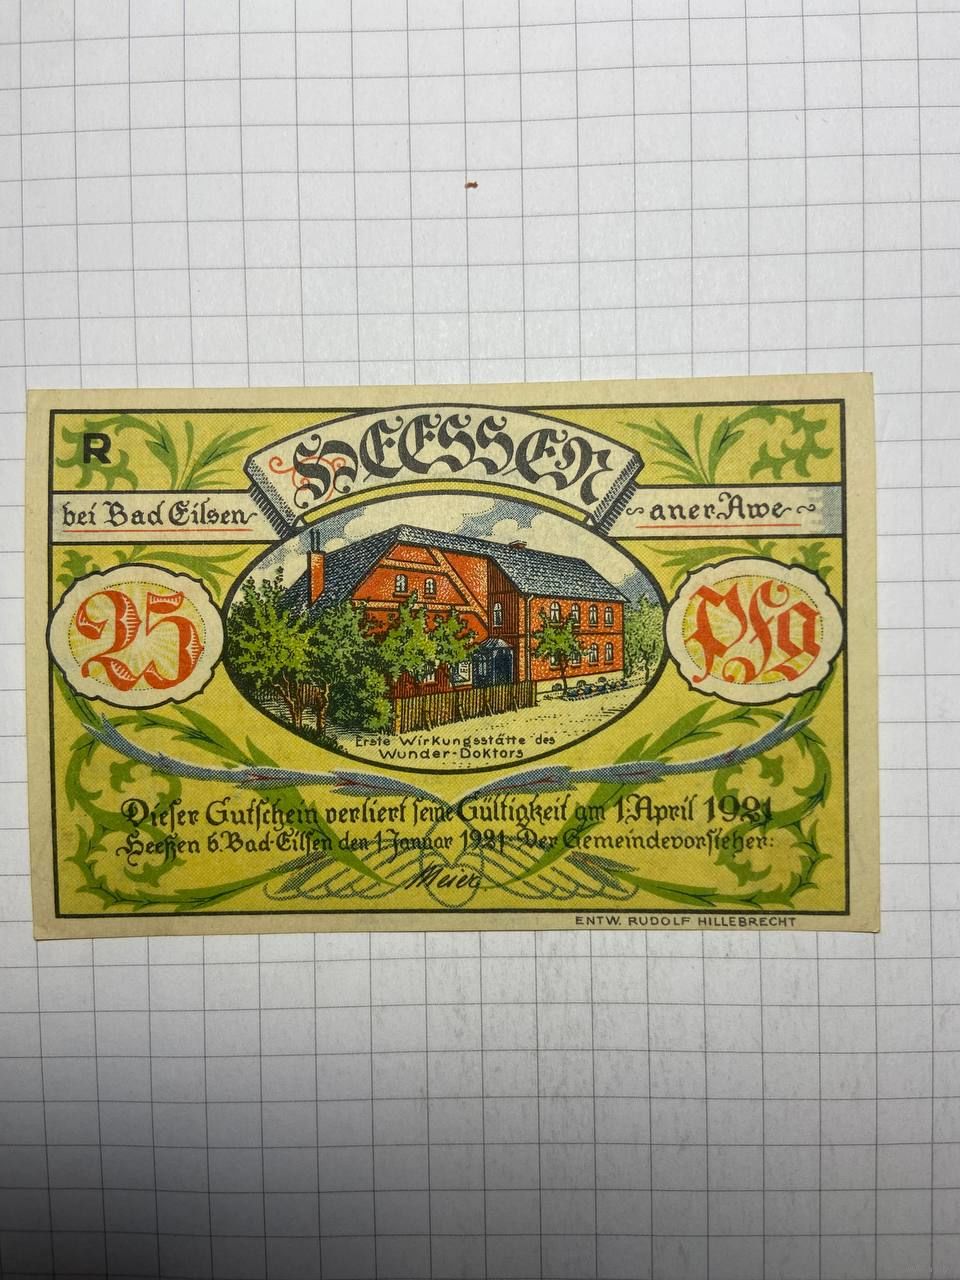 R
HEESSEN
bei Bad Eilsen
aner Awe
25
Pfg
Erste Wirkungsstätte des
Wunder-Doktors
Dieser Gutschein verliert seine Gültigkeit am 1.April 1921
Heeßen b. Bad-Eilsen den 1. Januar 1921. Der Gemeindevorsteher:
Meier.
ENTW. RUDOLF HILLEBRECHT